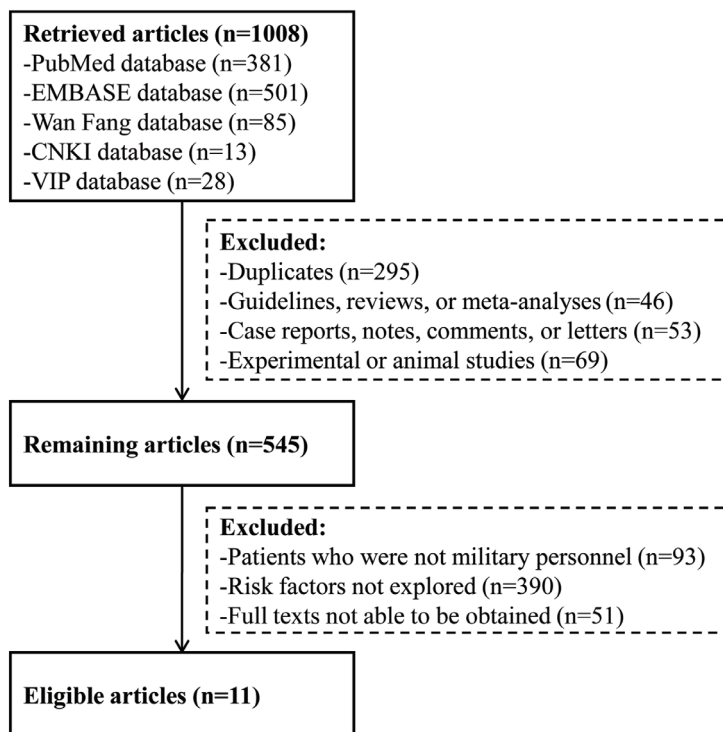 Retrieved articles (n=1008)
-PubMed database (n=381)
-EMBASE database (n=501)
-Wan Fang database (n=85)
-CNKI database (n=13)
-VIP database (n=28)
Excluded:
-Duplicates (n=295)
-Guidelines, reviews, or meta-analyses (n=46)
-Case reports, notes, comments, or letters (n=53)
-Experimental or animal studies (n=69)
Remaining articles (n=545)
Excluded:
-Patients who were not military personnel (n=93)
-Risk factors not explored (n=390)
-Full texts not able to be obtained (n=51)
Eligible articles (n=11)